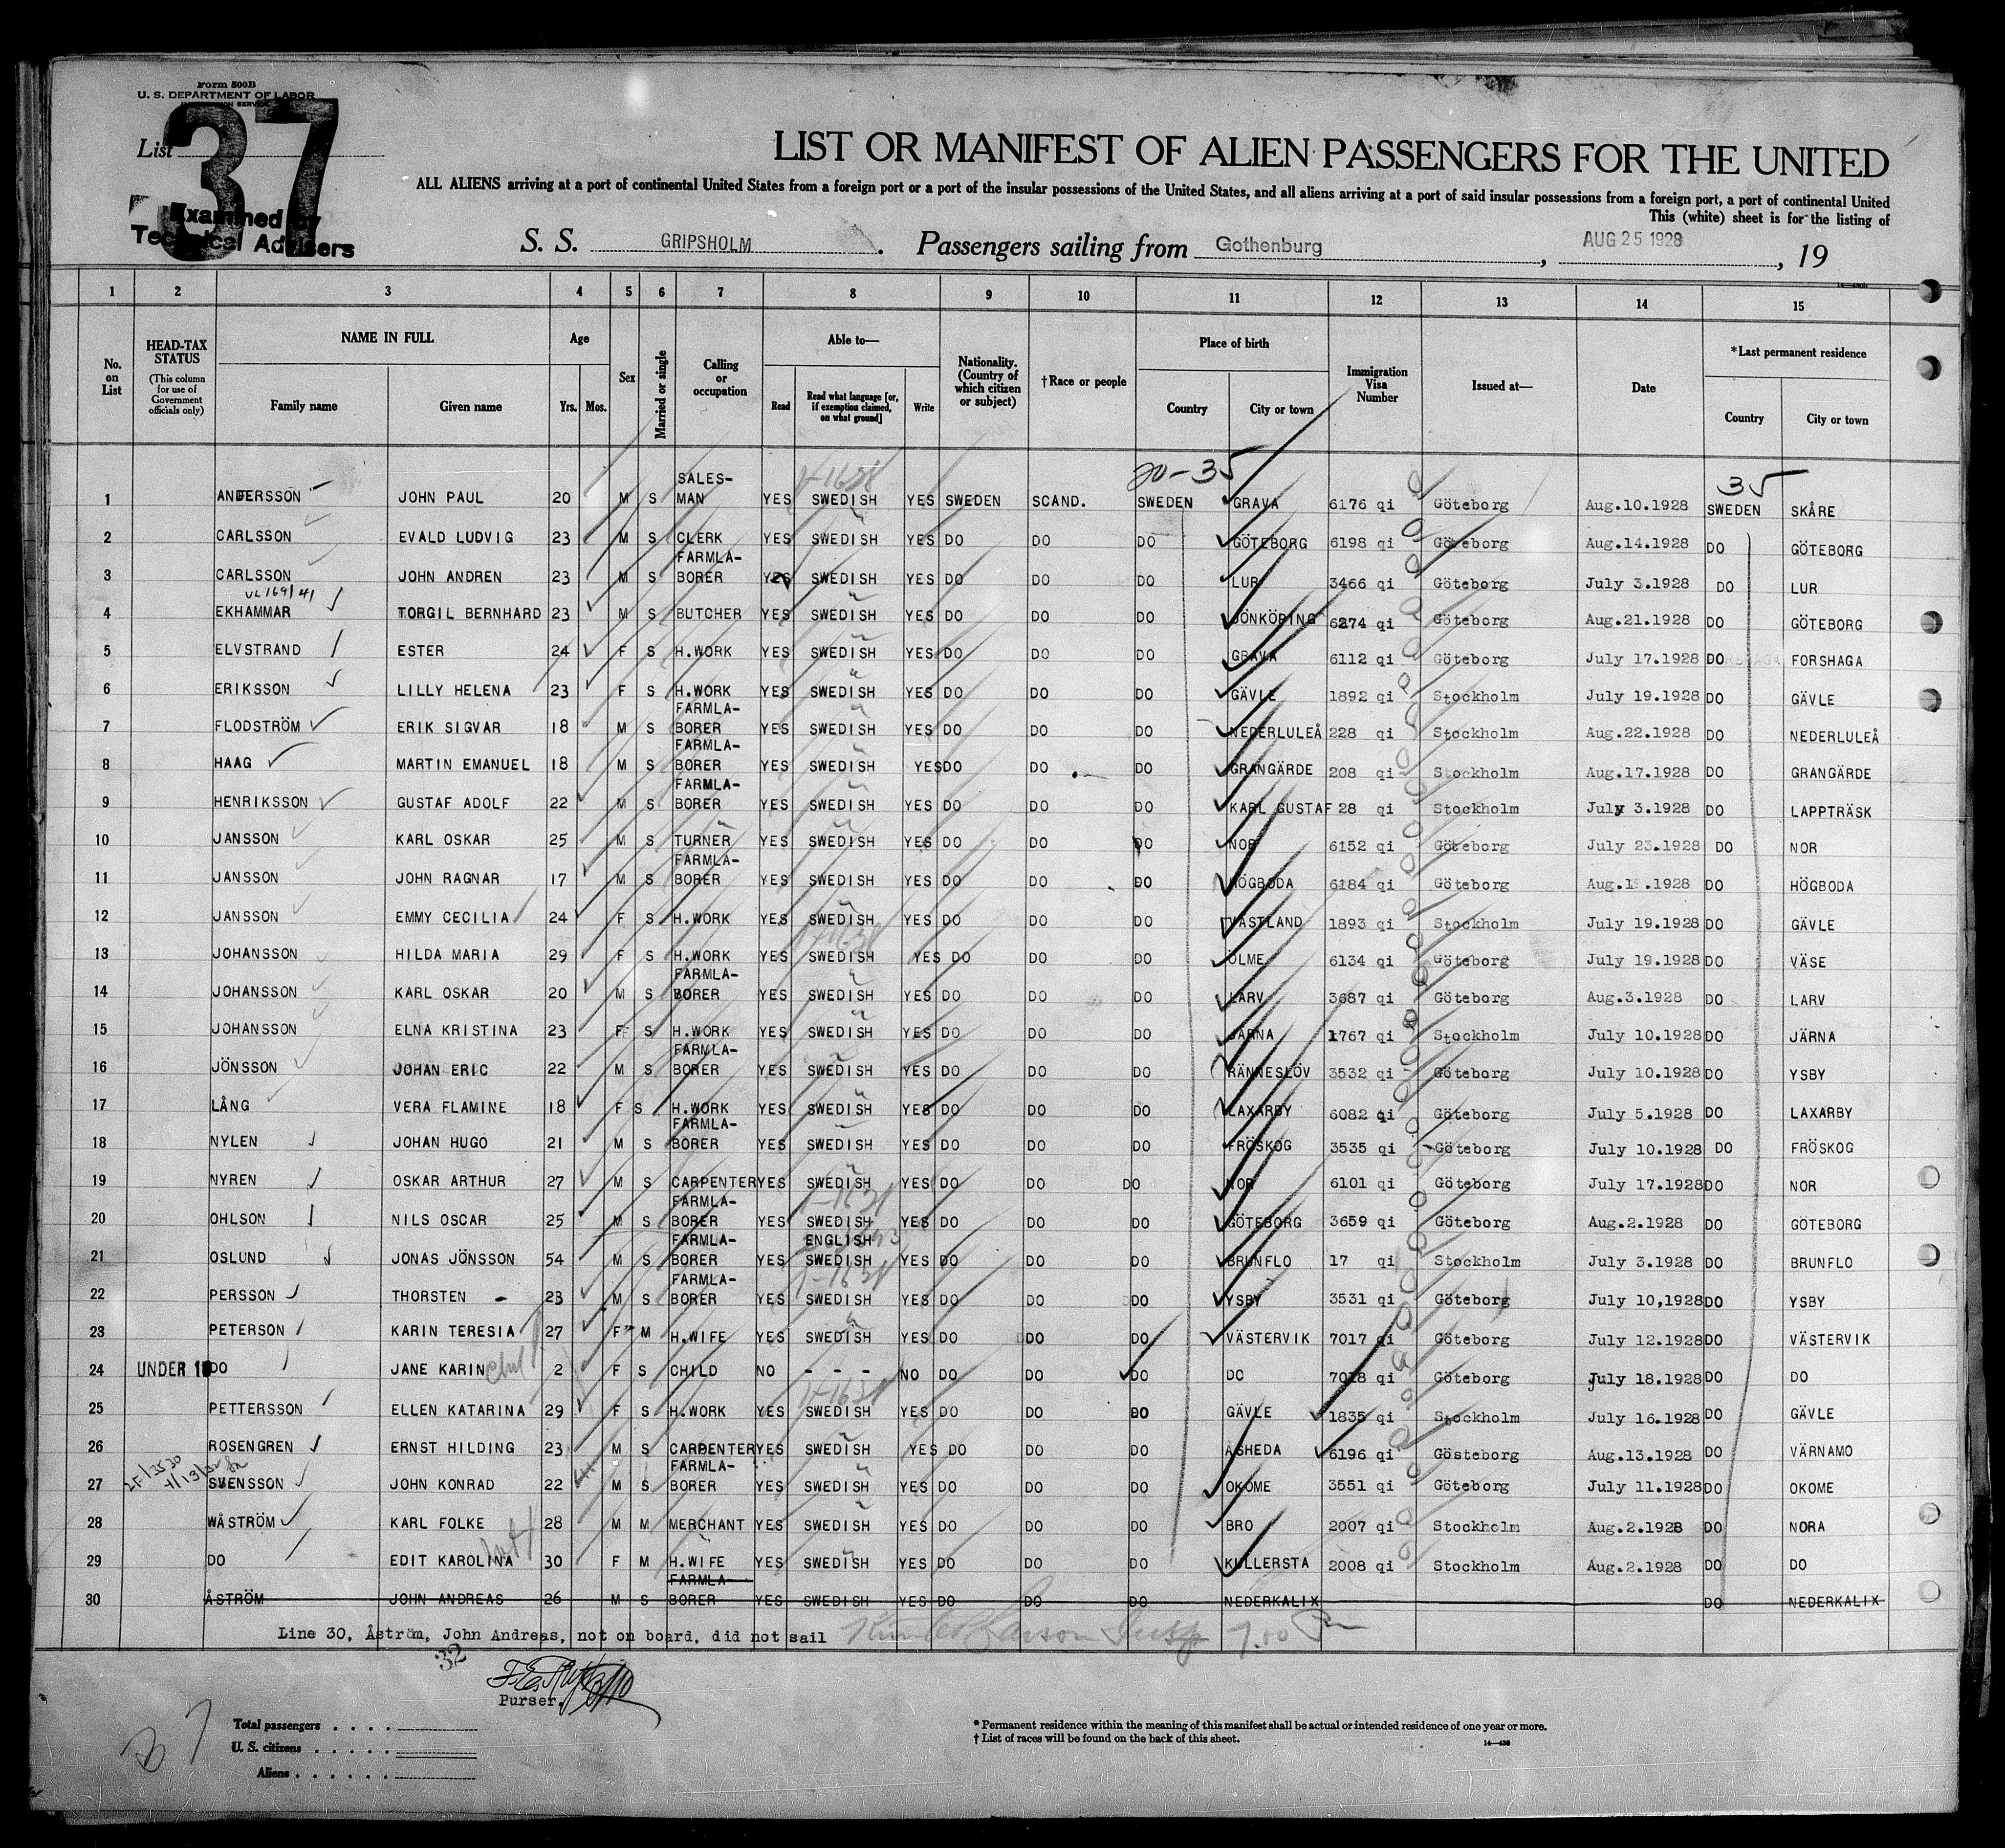 Form 500B
U. S. DEPARTMENT OF LABOR
List 37
LIST OR MANIFEST OF ALIEN PASSENGERS FOR THE UNITED
ALL ALIENS arriving at a port of continental United States from a foreign port or a port of the insular possessions of the United States, and all aliens arriving at a port of said insular possessions from a foreign port, a port of continental United
This (white) sheet is for the listing of
Examined by
Technical Advisers
S. S. GRIPSHOLM. Passengers sailing from Gothenburg, AUG 25 1928, 19
1 2 3 4 5 6 7 8 9 10 11 12 13 14 15
No. on List HEAD-TAX STATUS (This column for use of Government officials only) NAME IN FULL Family name Given name Age Yrs. Mos. Sex Married or single Calling or occupation Able to— Read Read what language [or, if exemption claimed, on what ground] Write Nationality. (Country of which citizen or subject) †Race or people Place of birth Country City or town Immigration Visa Number Issued at— Date *Last permanent residence Country City or town
20-35 35
1 ANDERSSON JOHN PAUL 20 M S SALES-MAN YES SWEDISH YES SWEDEN SCAND. SWEDEN GRAVA 6176 qi Göteborg Aug.10.1928 SWEDEN SKÅRE
2 CARLSSON EVALD LUDVIG 23 M S CLERK YES SWEDISH YES DO DO DO GÖTEBORG 6198 qi Göteborg Aug.14.1928 DO GÖTEBORG
3 CARLSSON JOHN ANDREN 23 M S FARMLA-BORER YES SWEDISH YES DO DO DO LUR 3466 qi Göteborg July 3.1928 DO LUR
4 EKHAMMAR TORGIL BERNHARD 23 M S BUTCHER YES SWEDISH YES DO DO DO JÖNKÖPING 6274 qi Göteborg Aug.21.1928 DO GÖTEBORG
5 ELVSTRAND ESTER 24 F S H.WORK YES SWEDISH YES DO DO DO GRAVA 6112 qi Göteborg July 17.1928 DO FORSHAGA
6 ERIKSSON LILLY HELENA 23 F S H.WORK YES SWEDISH YES DO DO DO GÄVLE 1892 qi Stockholm July 19.1928 DO GÄVLE
7 FLODSTRÖM ERIK SIGVAR 18 M S FARMLA-BORER YES SWEDISH YES DO DO DO NEDERLULEÅ 228 qi Stockholm Aug.22.1928 DO NEDERLULEÅ
8 HAAG MARTIN EMANUEL 18 M S FARMLA-BORER YES SWEDISH YES DO DO DO GRANGÄRDE 208 qi Stockholm Aug.17.1928 DO GRANGÄRDE
9 HENRIKSSON GUSTAF ADOLF 22 M S FARMLA-BORER YES SWEDISH YES DO DO DO KARL GUSTAF 28 qi Stockholm July 3.1928 DO LAPPTRÄSK
10 JANSSON KARL OSKAR 25 M S TURNER YES SWEDISH YES DO DO DO NOR 6152 qi Göteborg July 23.1928 DO NOR
11 JANSSON JOHN RAGNAR 17 M S FARMLA-BORER YES SWEDISH YES DO DO DO HÖGBODA 6184 qi Göteborg 1928 DO HÖGBODA
12 JANSSON EMMY CECILIA 24 F S H.WORK YES SWEDISH YES DO DO DO VÄSTLAND 1893 qi Stockholm July 19.1928 DO GÄVLE
13 JOHANSSON HILDA MARIA 29 F S H.WORK YES SWEDISH YES DO DO DO ÖLME 6134 qi Göteborg July 19.1928 DO VÄSE
14 JOHANSSON KARL OSKAR 20 M S FARMLA-BORER YES SWEDISH YES DO DO DO LARV 3687 qi Göteborg Aug.3.1928 DO LARV
15 JOHANSSON ELNA KRISTINA 23 F S H.WORK YES SWEDISH YES DO DO DO JÄRNA 1767 qi Stockholm July 10.1928 DO JÄRNA
16 JÖNSSON JOHAN ERIC 22 M S FARMLA-BORER YES SWEDISH YES DO DO DO RÄNNESLÖV 3532 qi Göteborg July 10.1928 DO YSBY
17 LÅNG VERA FLAMINE 18 F S H.WORK YES SWEDISH YES DO DO DO LAXARBY 6082 qi Göteborg July 5.1928 DO LAXARBY
18 NYLEN JOHAN HUGO 21 M S FARMLA-BORER YES SWEDISH YES DO DO DO FRÖSKOG 3535 qi Göteborg July 10.1928 DO FRÖSKOG
19 NYREN OSKAR ARTHUR 27 M S CARPENTER YES SWEDISH YES DO DO DO NOR 6101 qi Göteborg July 17.1928 DO NOR
20 OHLSON NILS OSCAR 25 M S FARMLA-BORER YES SWEDISH YES DO DO DO GÖTEBORG 3659 qi Göteborg Aug.2.1928 DO GÖTEBORG
21 OSLUND JONAS JÖNSSON 54 M S FARMLA-BORER YES ENGLISH SWEDISH YES DO DO DO BRUNFLO 17 qi Stockholm July 3.1928 DO BRUNFLO
22 PERSSON THORSTEN - 23 M S FARMLA-BORER YES SWEDISH YES DO DO DO YSBY 3531 qi Göteborg July 10,1928 DO YSBY
23 PETERSON KARIN TERESIA 27 F M H.WIFE YES SWEDISH YES DO DO DO VÄSTERVIK 7017 qi Göteborg July 12.1928 DO VÄSTERVIK
24 UNDER DO JANE KARIN 2 F S CHILD NO - - - NO DO DO DO DO 7018 qi Göteborg July 18.1928 DO DO
25 PETTERSSON ELLEN KATARINA 29 F S H.WORK YES SWEDISH YES DO DO DO GÄVLE 1835 qi Stockholm July 16.1928 DO GÄVLE
26 ROSENGREN ERNST HILDING 23 M S CARPENTER YES SWEDISH YES DO DO DO ASHEDA 6196 qi Gösteborg Aug.13.1928 DO VÄRNAMO
27 SVENSSON JOHN KONRAD 22 M S FARMLA-BORER YES SWEDISH YES DO DO DO OKOME 3551 qi Göteborg July 11.1928 DO OKOME
28 WÅSTRÖM KARL FOLKE 28 M M MERCHANT YES SWEDISH YES DO DO DO BRO 2007 qi Stockholm Aug.2.1928 DO NORA
29 DO EDIT KAROLINA 30 F M H.WIFE YES SWEDISH YES DO DO DO KULLERSTA 2008 qi Stockholm Aug.2.1928 DO DO
30 ÅSTRÖM JOHN ANDREAS 26 M S FARMLA-BORER YES SWEDISH YES DO DO DO NEDERKALIX DO NEDERKALIX
Line 30, Åström, John Andreas, not on board, did not sail
32
Purser.
Total passengers . . . .
U. S. citizens . . . . .
Aliens . . . . . .
* Permanent residence within the meaning of this manifest shall be actual or intended residence of one year or more.
† List of races will be found on the back of this sheet.